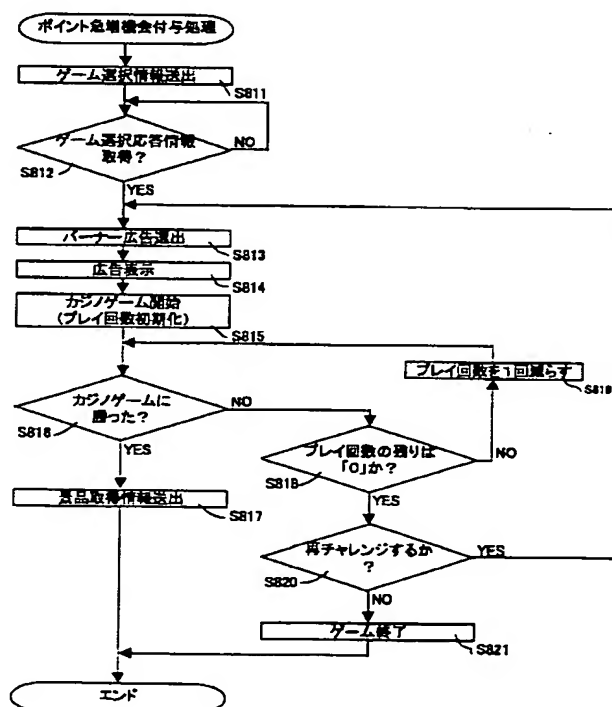 ポイント急増機会付与処理
ゲーム選択情報送出
S811
ゲーム選択応答情報
取得?
NO
S812
YES
バーナー広告選出
S813
広告表示
S814
カジノゲーム開始
(プレイ回数初期化)
S815
プレイ回数を1回減らす
S819
カジノゲームに
勝った?
NO
S816
YES
プレイ回数の残りは
「0」か?
NO
S818
YES
景品取得情報送出
S817
再チャレンジするか
?
YES
S820
NO
ゲーム終了
S821
エンド